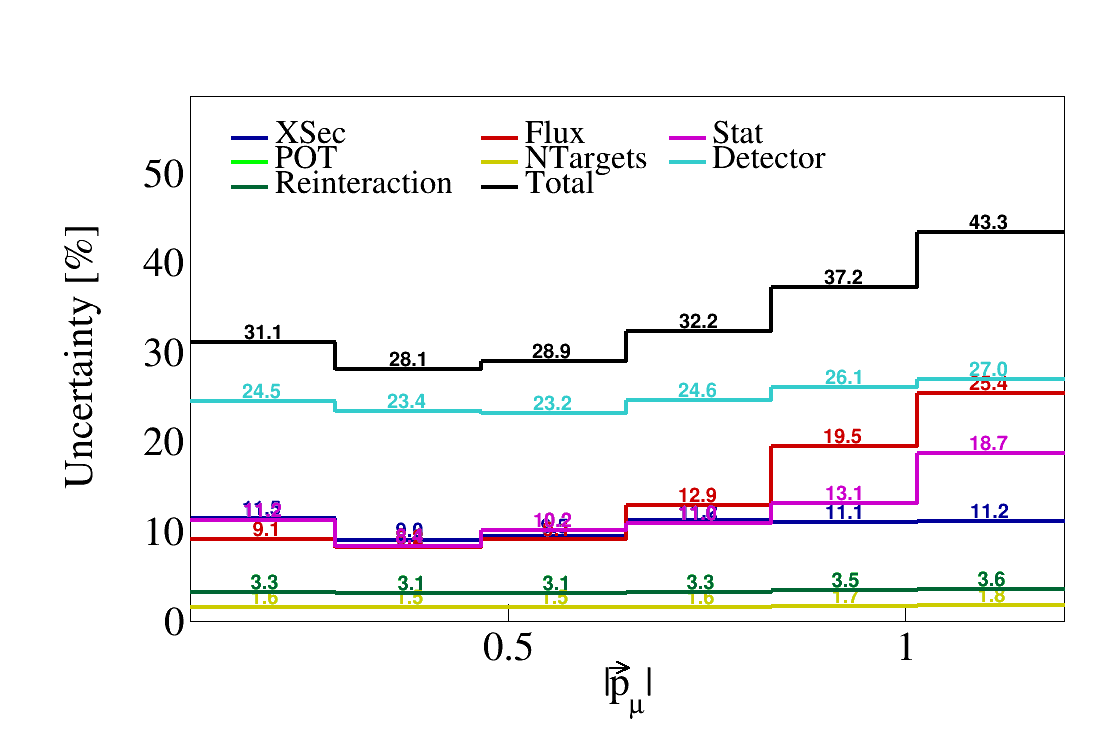 XSec Flux Stat
POT NTargets Detector
Reinteraction Total
Uncertainty [%]
50
40
30
20
10
0
31.1 28.1 28.9 32.2 37.2 43.3
24.5 23.4 23.2 24.6 26.1 27.0
25.4
9.1 12.9 19.5
10.2 13.1 18.7
11.1 11.2
3.3 3.1 3.1 3.3 3.5 3.6
1.6 1.5 1.5 1.6 1.7 1.8
0.5 1
|p⃗μ|